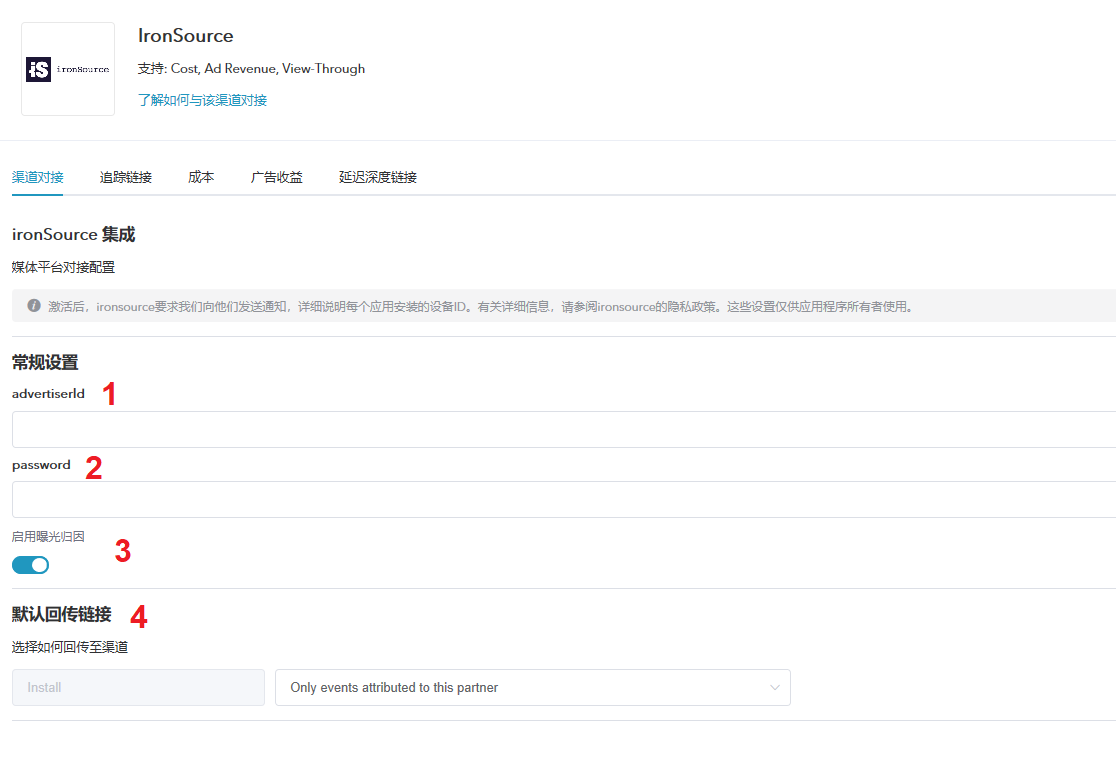 IronSource
支持: Cost, Ad Revenue, View-Through
iS ironSource
了解如何与该渠道对接
渠道对接 追踪链接 成本 广告收益 延迟深度链接
ironSource 集成
媒体平台对接配置
i 激活后，ironsource要求我们向他们发送通知，详细说明每个应用安装的设备ID。有关详细信息，请参阅ironsource的隐私政策。这些设置仅供应用程序所有者使用。
常规设置
advertiserId 1
password 2
启用曝光归因
3
默认回传链接 4
选择如何回传至渠道
Install Only events attributed to this partner